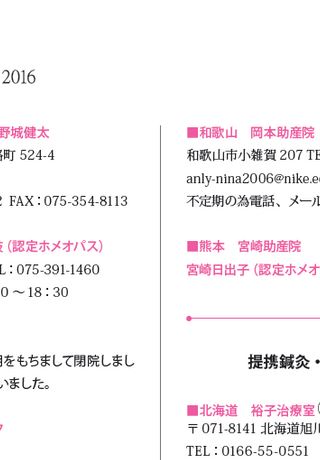 2016
野城健太
町 524-4
FAX：075-354-8113
（認定ホメオパス）
：075-391-1460
0 ～ 18：30
をもちまして閉院しまし
いました。
■和歌山　岡本助産院
和歌山市小雑賀 207 TE
anly-nina2006@nike.e
不定期の為電話、メール
■熊本　宮崎助産院
宮崎日出子（認定ホメオ
提携鍼灸・
■北海道　裕子治療室（
〒 071-8141 北海道旭川
TEL：0166-55-0551